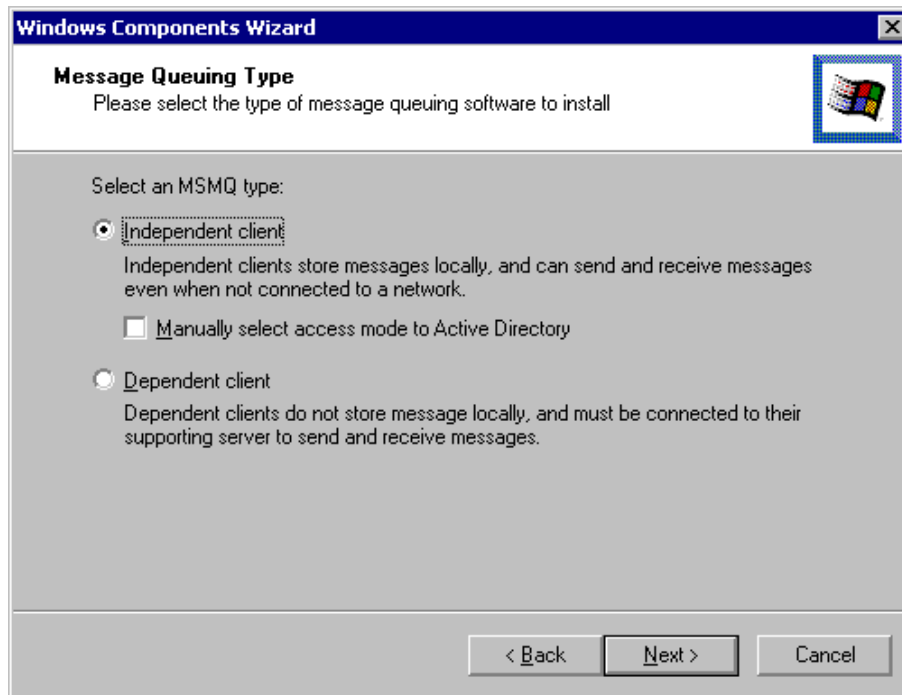 Windows Components Wizard
Message Queuing Type
Please select the type of message queuing software to install
Select an MSMQ type:
Independent client
Independent clients store messages locally, and can send and receive messages
even when not connected to a network.
Manually select access mode to Active Directory
Dependent client
Dependent clients do not store message locally, and must be connected to their
supporting server to send and receive messages.
< Back
Next >
Cancel